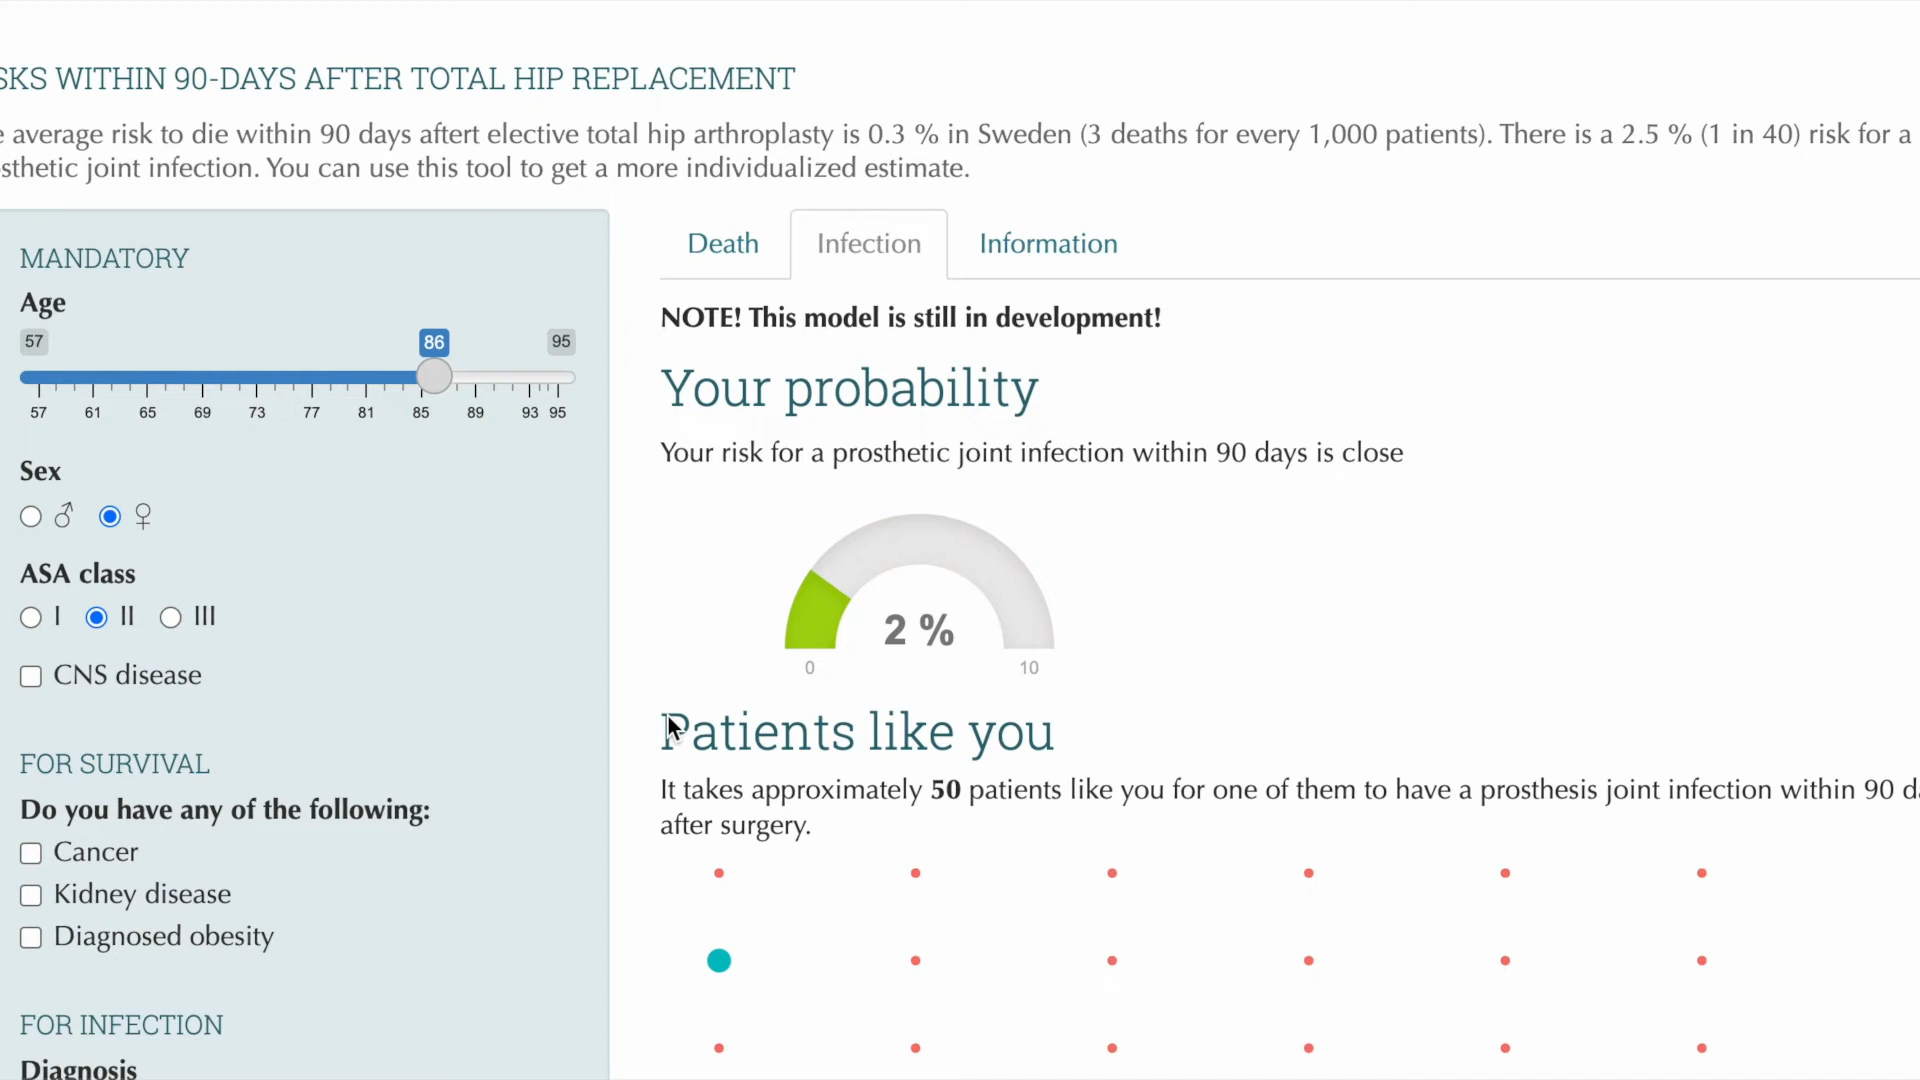 SKS WITHIN 90-DAYS AFTER TOTAL HIP REPLACEMENT
e average risk to die within 90 days aftert elective total hip arthroplasty is 0.3 % in Sweden (3 deaths for every 1,000 patients). There is a 2.5 % (1 in 40) risk for a
sthetic joint infection. You can use this tool to get a more individualized estimate.
MANDATORY
Age
57 86 95
57 61 65 69 73 77 81 85 89 93 95
Sex
♂ ♀
ASA class
I II III
CNS disease
FOR SURVIVAL
Do you have any of the following:
Cancer
Kidney disease
Diagnosed obesity
FOR INFECTION
Diagnosis
Death Infection Information
NOTE! This model is still in development!
Your probability
Your risk for a prosthetic joint infection within 90 days is close
2 %
0 10
Patients like you
It takes approximately 50 patients like you for one of them to have a prosthesis joint infection within 90 da
after surgery.